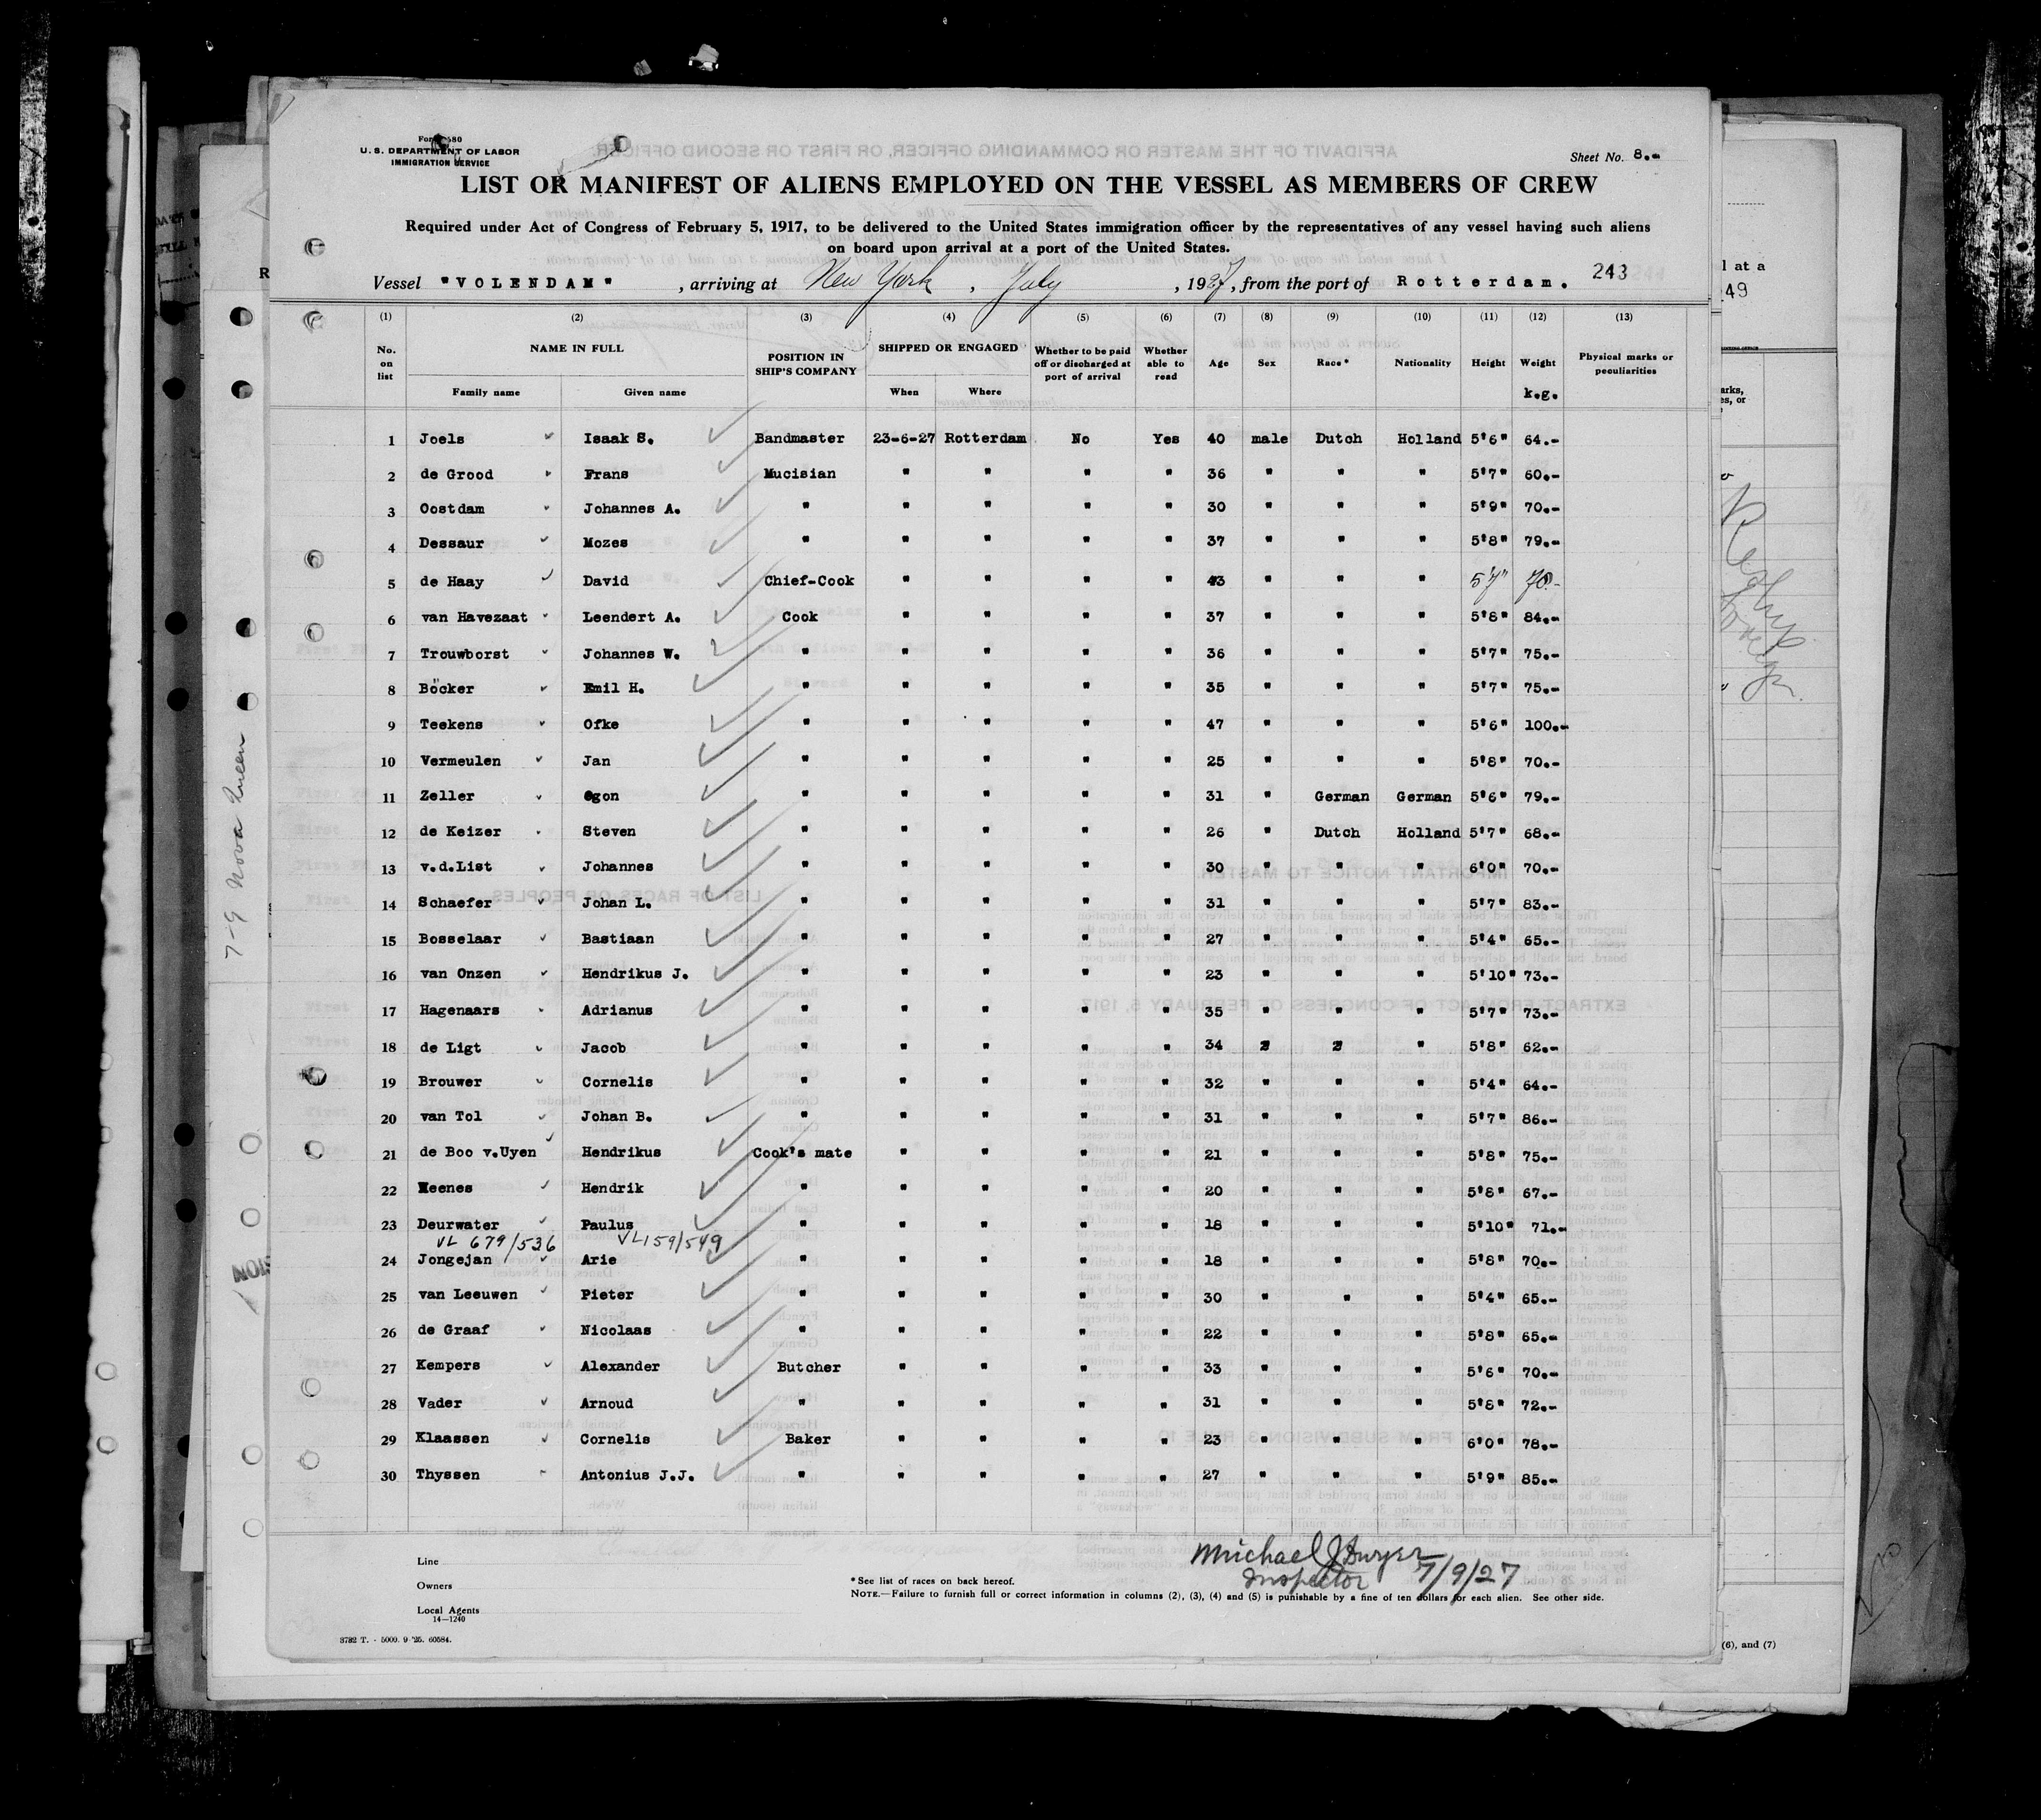 Form 680
U. S. DEPARTMENT OF LABOR
IMMIGRATION SERVICE
Sheet No. 8.-
LIST OR MANIFEST OF ALIENS EMPLOYED ON THE VESSEL AS MEMBERS OF CREW
Required under Act of Congress of February 5, 1917, to be delivered to the United States immigration officer by the representatives of any vessel having such aliens
on board upon arrival at a port of the United States.
Vessel "VOLENDAM" , arriving at New York , July , 1927, from the port of Rotterdam. 243
(1) (2) (3) (4) (5) (6) (7) (8) (9) (10) (11) (12) (13)
No. on list NAME IN FULL Family name Given name POSITION IN SHIP'S COMPANY SHIPPED OR ENGAGED When Where Whether to be paid off or discharged at port of arrival Whether able to read Age Sex Race* Nationality Height Weight k.g. Physical marks or peculiarities
1 Joels Isaak S. Bandmaster 23-6-27 Rotterdam No Yes 40 male Dutch Holland 5'6" 64.-
2 de Grood Frans Mucisian " " " " 36 " " " 5'7" 60.-
3 Oostdam Johannes A. " " " " " 30 " " " 5'9" 70.-
4 Dessaur Mozes " " " " " 37 " " " 5'8" 79.-
5 de Haay David Chief-Cook " " " " 43 " " " 5'7" 70.-
6 van Havezaat Leendert A. Cook " " " " 37 " " " 5'8" 84.-
7 Trouwborst Johannes W. " " " " " 36 " " " 5'7" 75.-
8 Böcker Emil H. " " " " " 35 " " " 5'7" 75.-
9 Teekens Ofke " " " " " 47 " " " 5'6" 100.-
10 Vermeulen Jan " " " " " 25 " " " 5'8" 70.-
11 Zeller egon " " " " " 31 " German German 5'6" 79.-
12 de Keizer Steven " " " " " 26 " Dutch Holland 5'7" 68.-
13 v.d.List Johannes " " " " " 30 " " " 6'0" 70.-
14 Schaefer Johan L. " " " " " 31 " " " 5'7" 83.-
15 Bosselaar Bastiaan " " " " " 27 " " " 5'4" 65.-
16 van Onzen Hendrikus J. " " " " " 23 " " " 5'10" 73.-
17 Hagenaars Adrianus " " " " " 35 " " " 5'7" 73.-
18 de Ligt Jacob " " " " " 34 " " " 5'8" 62.-
19 Brouwer Cornelis " " " " " 32 " " " 5'4" 64.-
20 van Tol Johan B. " " " " " 31 " " " 5'7" 86.-
21 de Boo v.Uyen Hendrikus Cook's mate " " " " 21 " " " 5'8" 75.-
22 Keenes Hendrik " " " " " 20 " " " 5'8" 67.-
23 Deurwater Paulus " " " " " 18 " " " 5'10" 71.-
VL 679/536 VL159/549
24 Jongejan Arie " " " " " 18 " " " 5'8" 70.-
25 van Leeuwen Pieter " " " " " 30 " " " 5'4" 65.-
26 de Graaf Nicolaas " " " " " 22 " " " 5'8" 65.-
27 Kempers Alexander Butcher " " " " 33 " " " 5'6" 70.-
28 Vader Arnoud " " " " " 31 " " " 5'8" 72.-
29 Klaassen Cornelis Baker " " " " 23 " " " 6'0" 78.-
30 Thyssen Antonius J.J. " " " " " 27 " " " 5'9" 85.-
Michael J Dwyer
Inspector 7/9/27
Line
Owners
Local Agents
14—1240
* See list of races on back hereof.
NOTE.—Failure to furnish full or correct information in columns (2), (3), (4) and (5) is punishable by a fine of ten dollars for each alien. See other side.
3782 T. - 5000. 9 '25. 60584.
7-9 Nova Queen
l at a
49
(6), and (7)